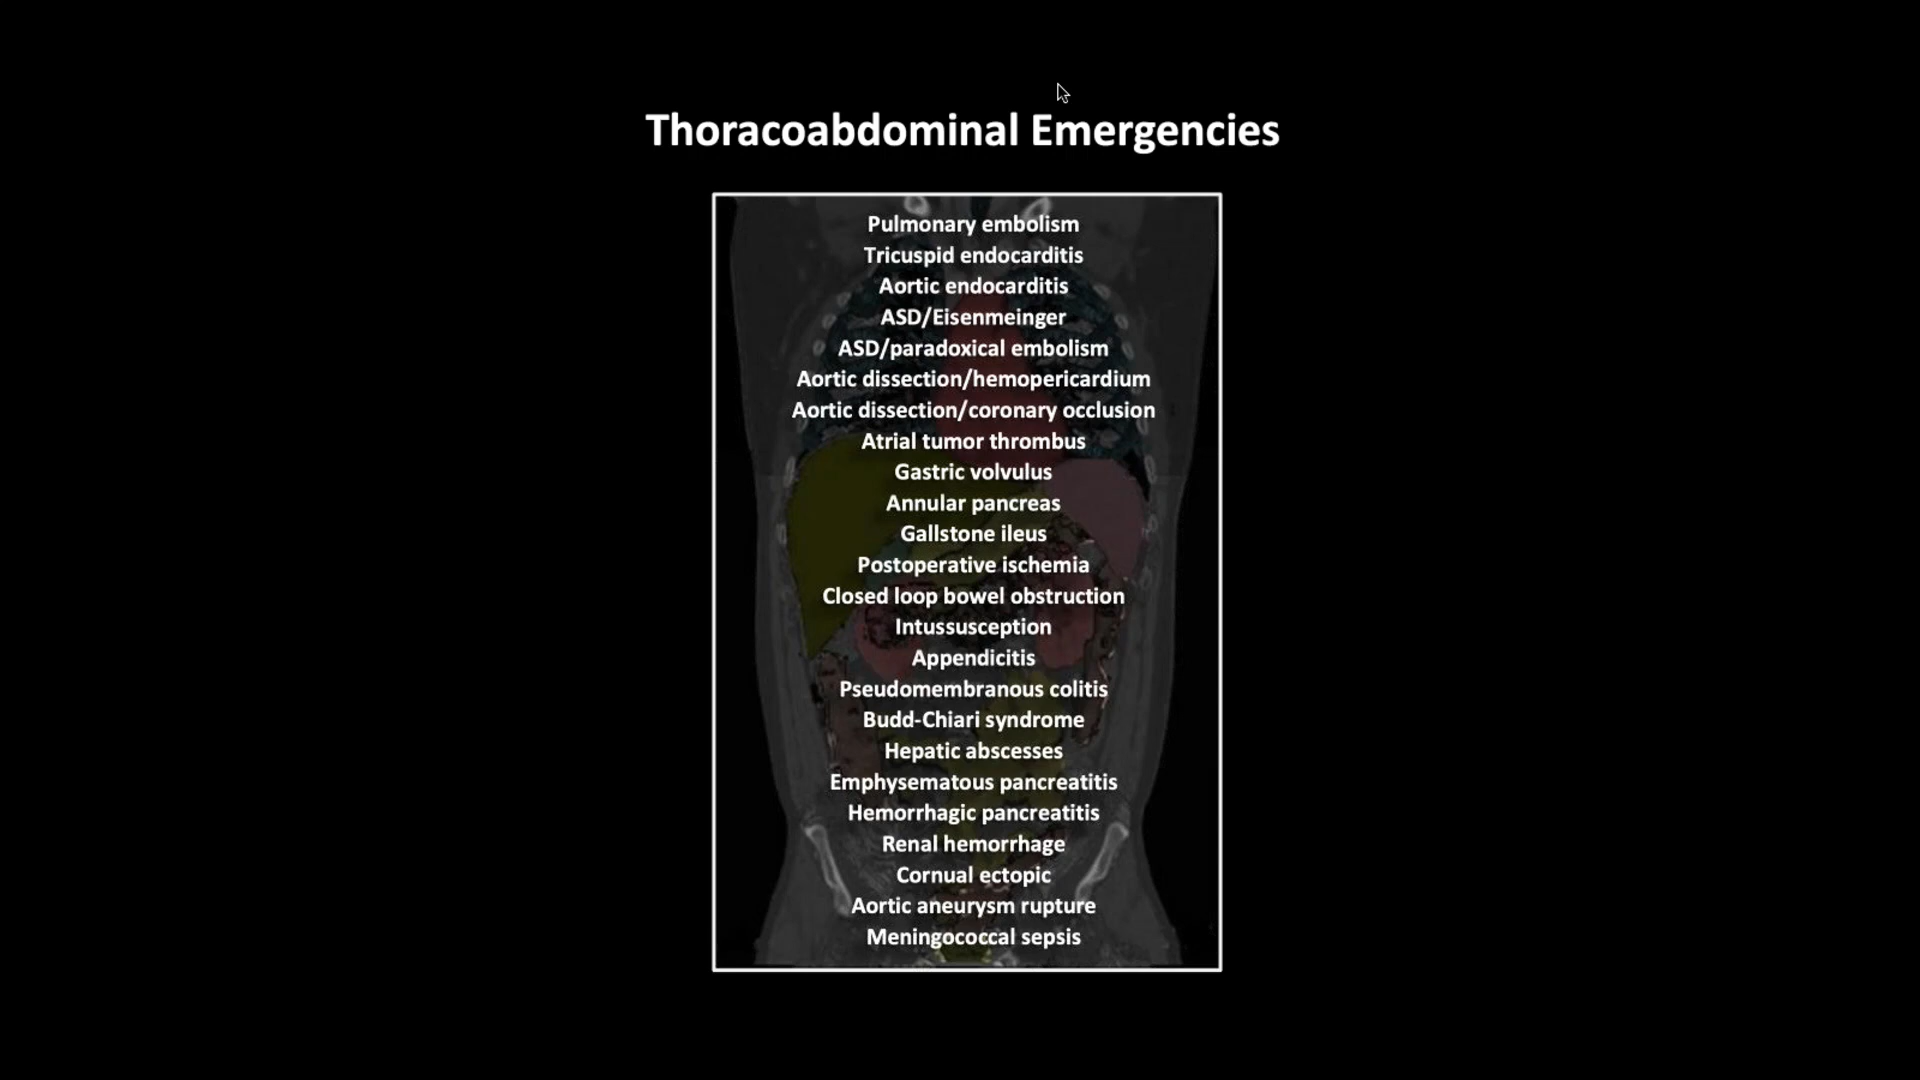 Thoracoabdominal Emergencies
Pulmonary embolism
Tricuspid endocarditis
Aortic endocarditis
ASD/Eisenmeinger
ASD/paradoxical embolism
Aortic dissection/hemopericardium
Aortic dissection/coronary occlusion
Atrial tumor thrombus
Gastric volvulus
Annular pancreas
Gallstone ileus
Postoperative ischemia
Closed loop bowel obstruction
Intussusception
Appendicitis
Pseudomembranous colitis
Budd-Chiari syndrome
Hepatic abscesses
Emphysematous pancreatitis
Hemorrhagic pancreatitis
Renal hemorrhage
Cornual ectopic
Aortic aneurysm rupture
Meningococcal sepsis